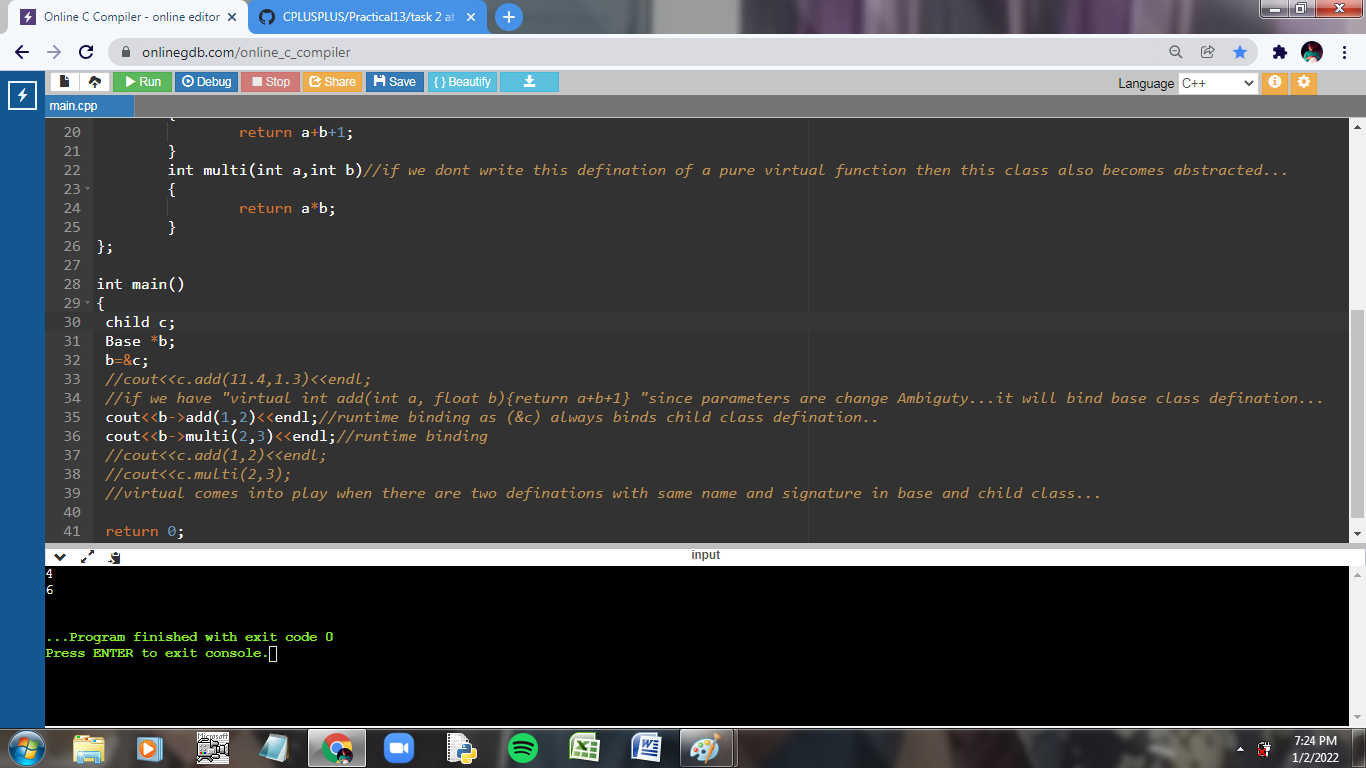 Online C Compiler - online editor
CPLUSPLUS/Practical13/task 2 at
onlinegdb.com/online_c_compiler
Run Debug Stop Share Save { } Beautify
Language C++
main.cpp
{
20 return a+b+1;
21 }
22 int multi(int a,int b)//if we dont write this defination of a pure virtual function then this class also becomes abstracted...
23 {
24 return a*b;
25 }
26 };
27
28 int main()
29 {
30 child c;
31 Base *b;
32 b=&c;
33 //cout<<c.add(11.4,1.3)<<endl;
34 //if we have "virtual int add(int a, float b){return a+b+1} "since parameters are change Ambiguty...it will bind base class defination...
35 cout<<b->add(1,2)<<endl;//runtime binding as (&c) always binds child class defination..
36 cout<<b->multi(2,3)<<endl;//runtime binding
37 //cout<<c.add(1,2)<<endl;
38 //cout<<c.multi(2,3);
39 //virtual comes into play when there are two definations with same name and signature in base and child class...
40
41 return 0;
input
4
6
...Program finished with exit code 0
Press ENTER to exit console.
Microsoft
7:24 PM
1/2/2022